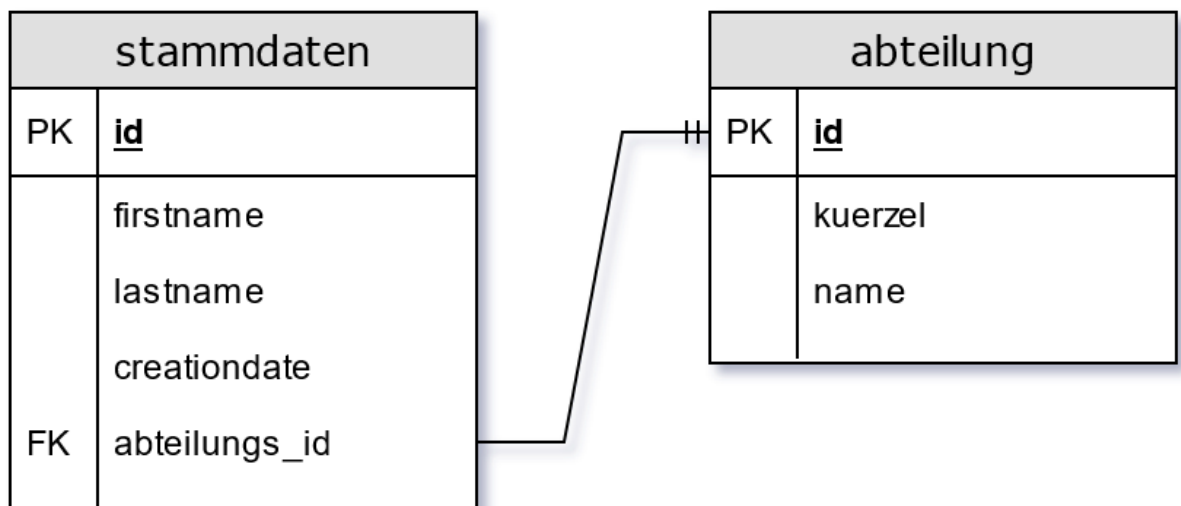 stammdaten
PK id
firstname
lastname
creationdate
FK abteilungs_id
abteilung
PK id
kuerzel
name